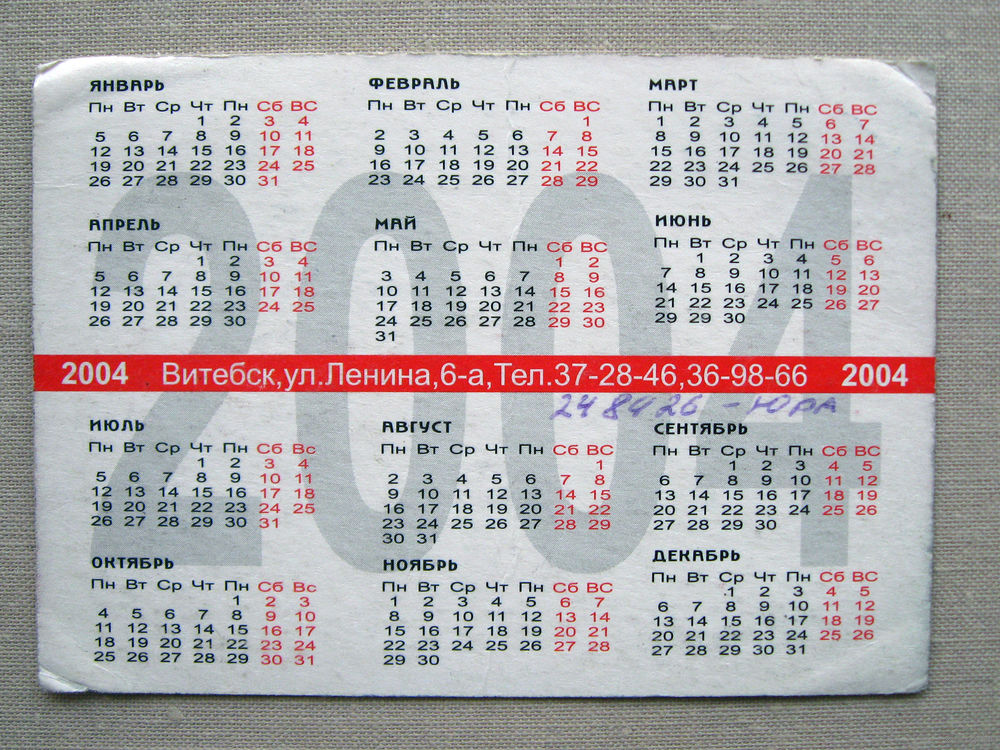 ЯНВАРЬ
Пн Вт Ср Чт Пн Сб ВС
1 2 3 4
5 6 7 8 9 10 11
12 13 14 15 16 17 18
19 20 21 22 23 24 25
26 27 28 29 30 31
ФЕВРАЛЬ
Пн Вт Ср Чт Пн Сб ВС
1
2 3 4 5 6 7 8
9 10 11 12 13 14 15
16 17 18 19 20 21 22
23 24 25 26 27 28 29
МАРТ
Пн Вт Ср Чт Пн Сб ВС
1 2 3 4 5 6 7
8 9 10 11 12 13 14
15 16 17 18 19 20 21
22 23 24 25 26 27 28
29 30 31
АПРЕЛЬ
Пн Вт Ср Чт Пн Сб ВС
1 2 3 4
5 6 7 8 9 10 11
12 13 14 15 16 17 18
19 20 21 22 23 24 25
26 27 28 29 30
МАЙ
Пн Вт Ср Чт Пн Сб ВС
1 2
3 4 5 6 7 8 9
10 11 12 13 14 15 16
17 18 19 20 21 22 23
24 25 26 27 28 29 30
31
ИЮНЬ
Пн Вт Ср Чт Пн Сб ВС
1 2 3 4 5 6
7 8 9 10 11 12 13
14 15 16 17 18 19 20
21 22 23 24 25 26 27
28 29 30
2004
2004 Витебск,ул.Ленина,6-а,Тел.37-28-46,36-98-66 2004
248426 - Юра
ИЮЛЬ
Пн Вт Ср Чт Пн Сб Вс
1 2 3 4
5 6 7 8 9 10 11
12 13 14 15 16 17 18
19 20 21 22 23 24 25
26 27 28 29 30 31
АВГУСТ
Пн Вт Ср Чт Пн Сб ВС
1
2 3 4 5 6 7 8
9 10 11 12 13 14 15
16 17 18 19 20 21 22
23 24 25 26 27 28 29
30 31
СЕНТЯБРЬ
Пн Вт Ср Чт Пн Сб ВС
1 2 3 4 5
6 7 8 9 10 11 12
13 14 15 16 17 18 19
20 21 22 23 24 25 26
27 28 29 30
ОКТЯБРЬ
Пн Вт Ср Чт Пн Сб Вс
1 2 3
4 5 6 7 8 9 10
11 12 13 14 15 16 17
18 19 20 21 22 23 24
25 26 27 28 29 30 31
НОЯБРЬ
Пн Вт Ср Чт Пн Сб ВС
1 2 3 4 5 6 7
8 9 10 11 12 13 14
15 16 17 18 19 20 21
22 23 24 25 26 27 28
29 30
ДЕКАБРЬ
Пн Вт Ср Чт Пн Сб ВС
1 2 3 4 5
6 7 8 9 10 11 12
13 14 15 16 17 18 19
20 21 22 23 24 25 26
27 28 29 30 31